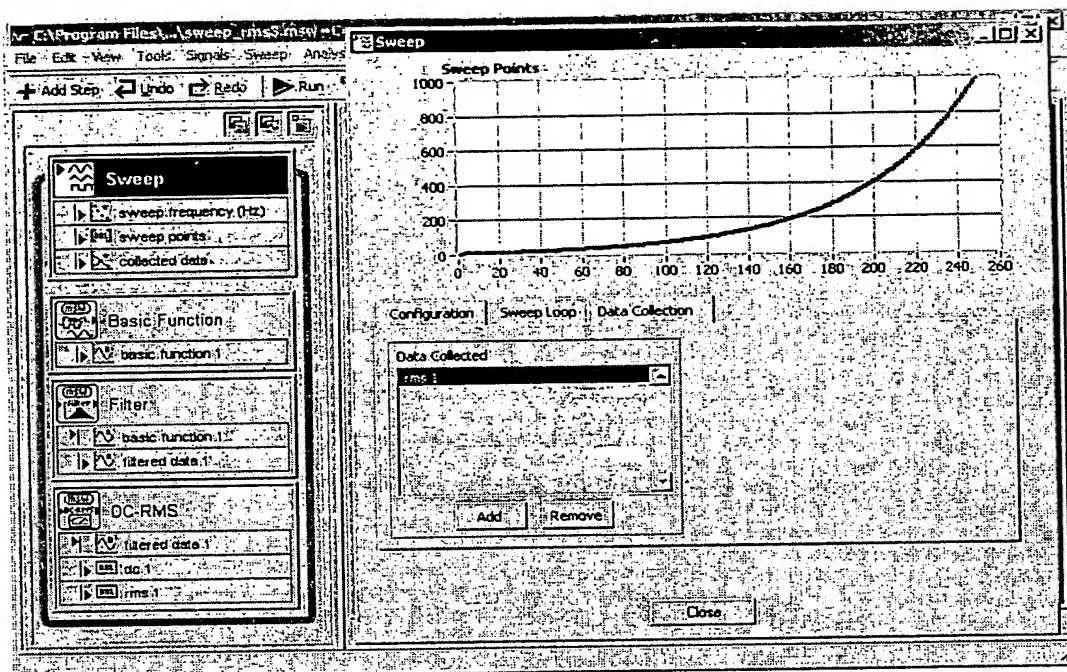 C:\Program Files\...\sweep_rms3.msw - C
File Edit View Tools Signals Sweep Analys
Add Step Undo Redo Run
Sweep
sweep frequency (Hz)
sweep points
collected data
Basic Function
basic function 1
Filter
basic function 1
filtered data 1
DC-RMS
filtered data 1
dc 1
rms 1
Sweep
Sweep Points
1000
800
600
400
200
0
0 20 40 60 80 100 120 140 160 180 200 220 240 260
Configuration Sweep Loop Data Collection
Data Collected
rms 1
Add Remove
Close